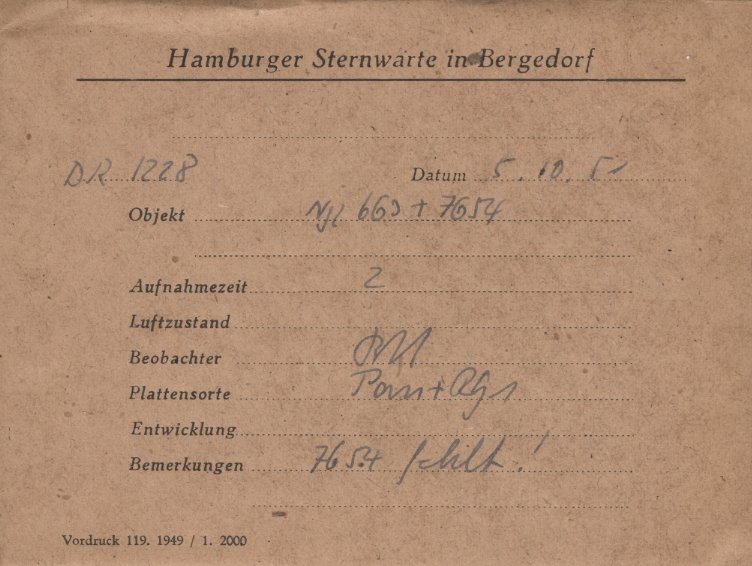 Hamburger Sternwarte in Bergedorf
DR 1228 Datum 5. 10. 51
Objekt 663 + 7654
Aufnahmezeit 2
Luftzustand
Beobachter
Plattensorte Pan +
Entwicklung
Bemerkungen 7654 fehlt!
Vordruck 119. 1949 / 1. 2000